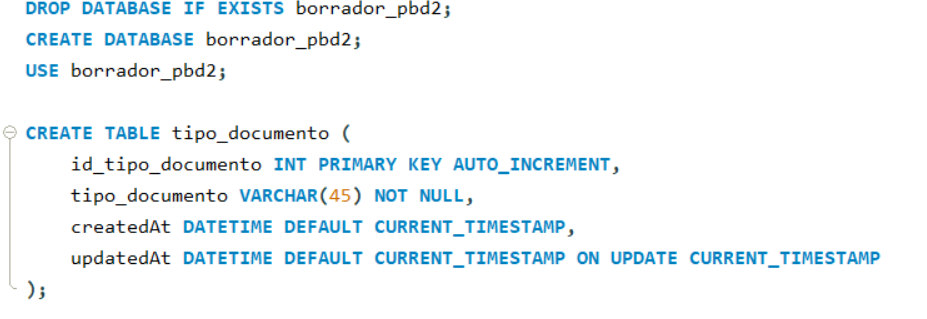 DROP DATABASE IF EXISTS borrador_pbd2;
CREATE DATABASE borrador_pbd2;
USE borrador_pbd2;
CREATE TABLE tipo_documento (
id_tipo_documento INT PRIMARY KEY AUTO_INCREMENT,
tipo_documento VARCHAR(45) NOT NULL,
createdAt DATETIME DEFAULT CURRENT_TIMESTAMP,
updatedAt DATETIME DEFAULT CURRENT_TIMESTAMP ON UPDATE CURRENT_TIMESTAMP
);